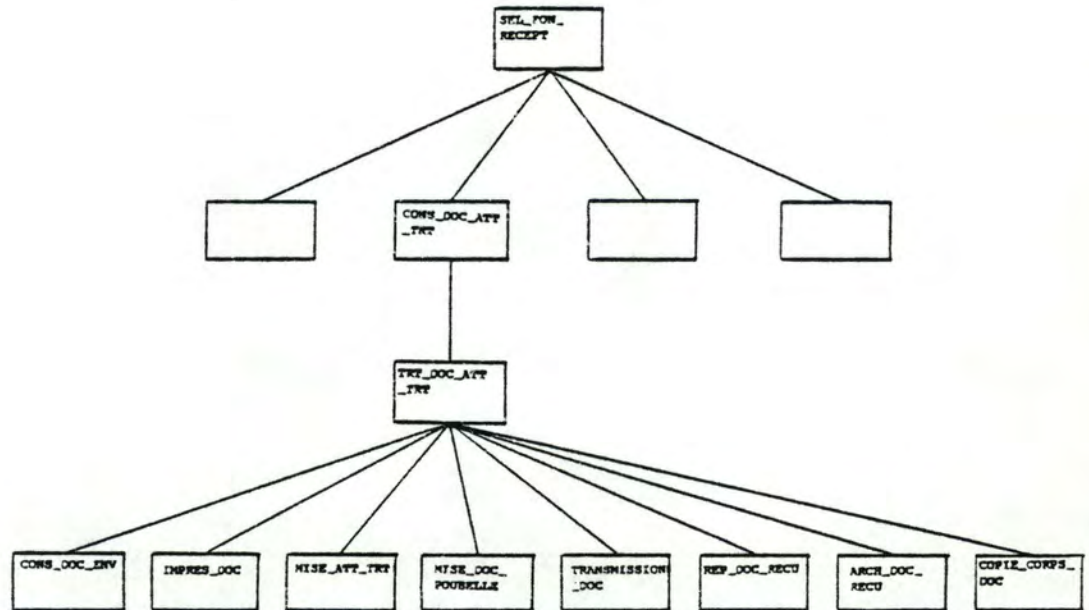 SEL_FON_
RECEPT
CONS_DOC_ATT
_TRT
TRT_DOC_ATT
_TRT
CONS_DOC_ENV
IMPRES_DOC
MISE_ATT_TRT
MISE_DOC_
POUBELLE
TRANSMISSION
_DOC
REP_DOC_RECU
ARCH_DOC_
RECU
COPIE_CORPS_
DOC